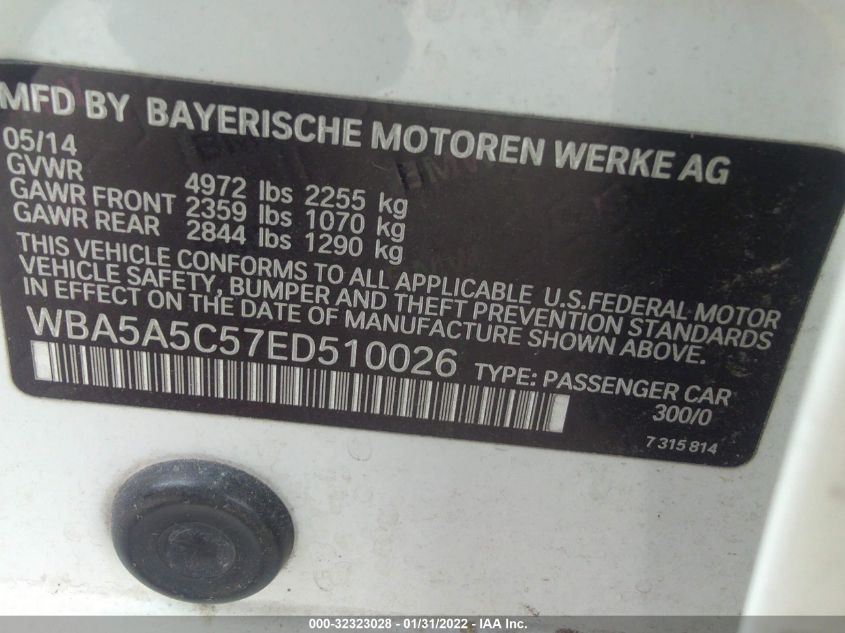 MFD BY BAYERISCHE MOTOREN WERKE AG
05/14
GVWR 4972 lbs 2255 kg
GAWR FRONT 2359 lbs 1070 kg
GAWR REAR 2844 lbs 1290 kg
THIS VEHICLE CONFORMS TO ALL APPLICABLE U.S.FEDERAL MOTOR
VEHICLE SAFETY, BUMPER AND THEFT PREVENTION STANDARDS
IN EFFECT ON THE DATE OF MANUFACTURE SHOWN ABOVE.
WBA5A5C57ED510026 TYPE: PASSENGER CAR
300/0
7 315 814
000-32323028 - 01/31/2022 - IAA Inc.